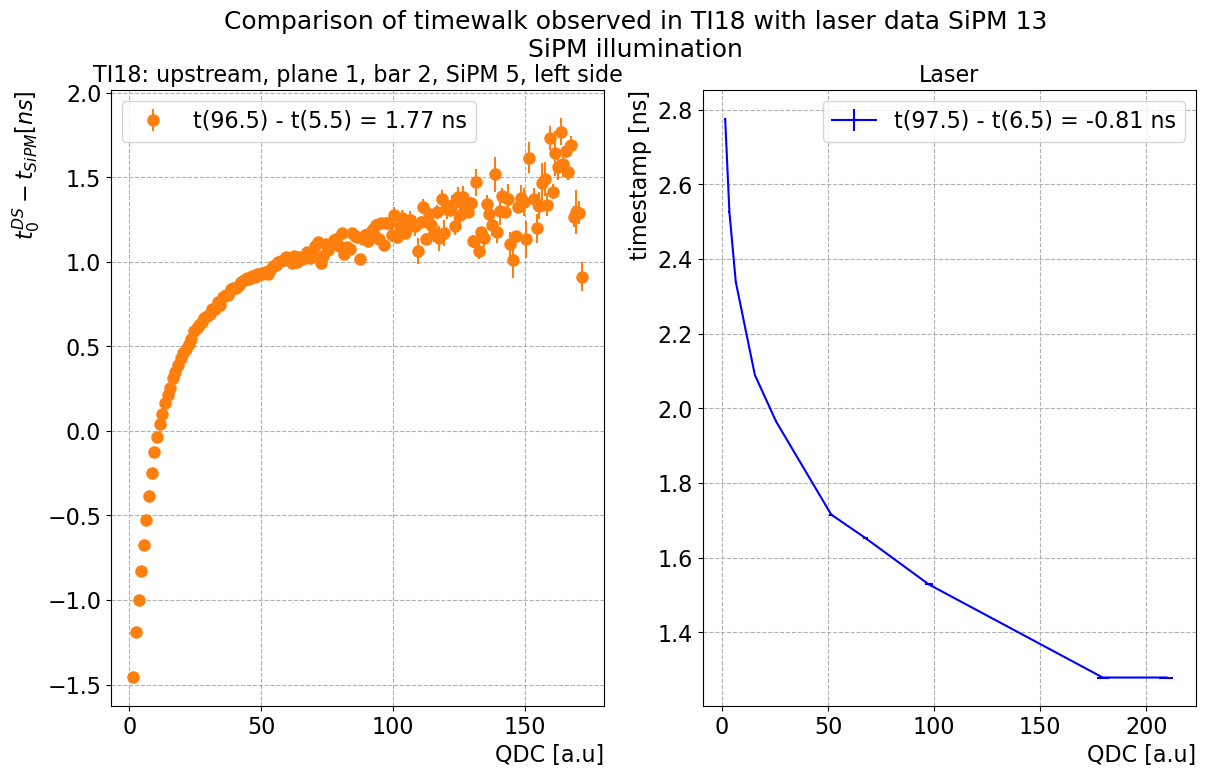 Comparison of timewalk observed in TI18 with laser data SiPM 13
SiPM illumination
TI18: upstream, plane 1, bar 2, SiPM 5, left side
t(96.5) - t(5.5) = 1.77 ns
t_0^{DS} − t_{SiPM}[ns]
2.0
1.5
1.0
0.5
0.0
−0.5
−1.0
−1.5
0 50 100 150
QDC [a.u]
Laser
t(97.5) - t(6.5) = -0.81 ns
timestamp [ns]
2.8
2.6
2.4
2.2
2.0
1.8
1.6
1.4
0 50 100 150 200
QDC [a.u]